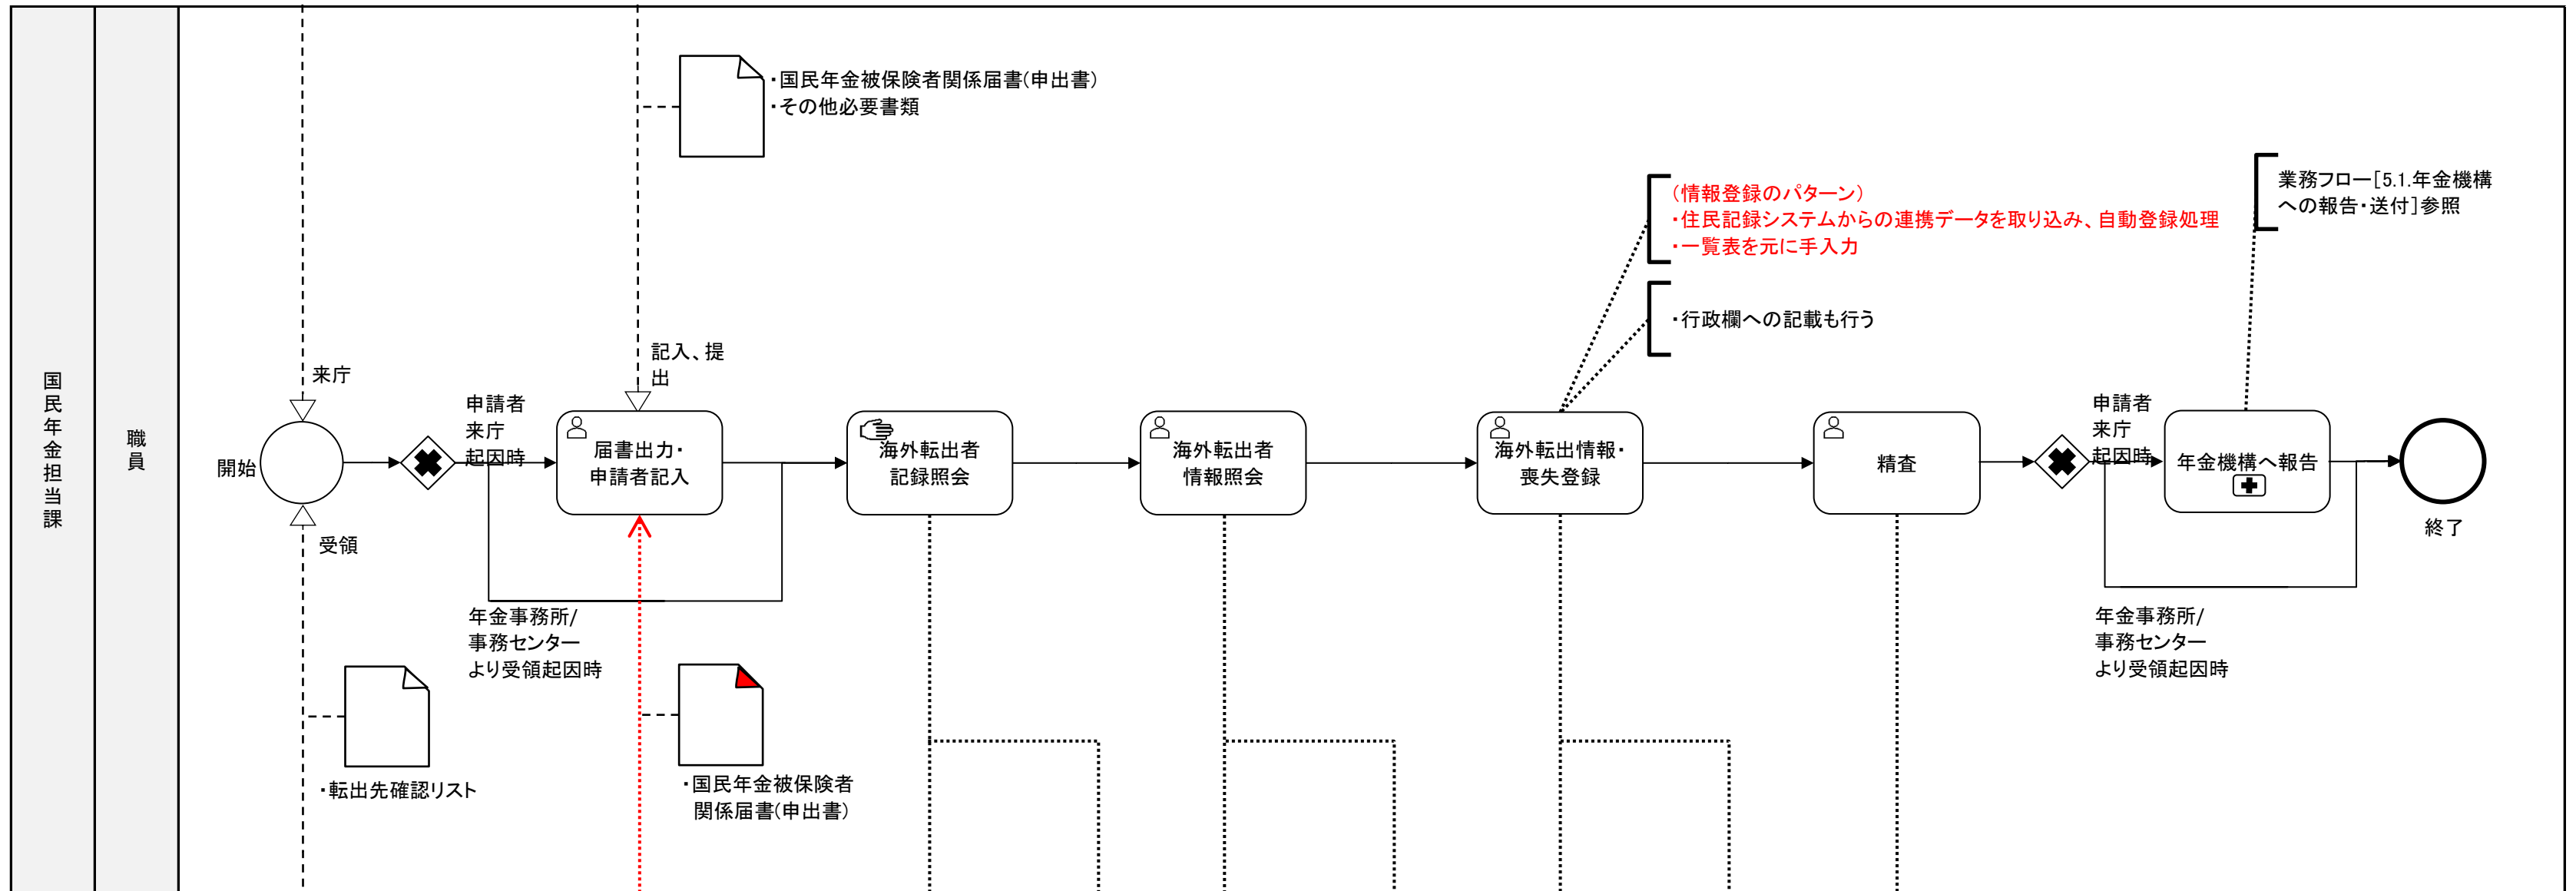 国民年金担当課
職員
・国民年金被保険者関係届書(申出書)
・その他必要書類
(情報登録のパターン)
・住民記録システムからの連携データを取り込み、自動登録処理
・一覧表を元に手入力
・行政欄への記載も行う
業務フロー[5.1.年金機構
への報告・送付]参照
来庁
記入、提
出
開始
受領
申請者
来庁
起因時
届書出力・
申請者記入
海外転出者
記録照会
海外転出者
情報照会
海外転出情報・
喪失登録
精査
申請者
来庁
起因時
年金機構へ報告
終了
年金事務所/
事務センター
より受領起因時
年金事務所/
事務センター
より受領起因時
・転出先確認リスト
・国民年金被保険者
関係届書(申出書)